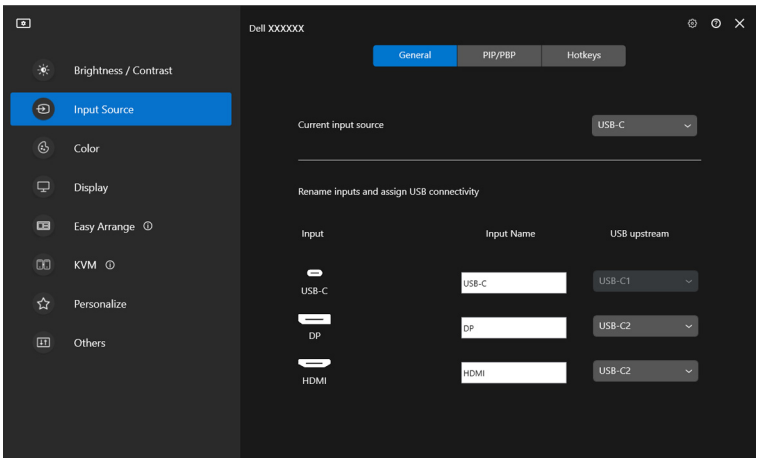 Dell XXXXXX
General PIP/PBP Hotkeys
Brightness / Contrast
Input Source
Color
Display
Easy Arrange
KVM
Personalize
Others
Current input source USB-C
Rename inputs and assign USB connectivity
Input Input Name USB upstream
USB-C USB-C USB-C1
DP DP USB-C2
HDMI HDMI USB-C2